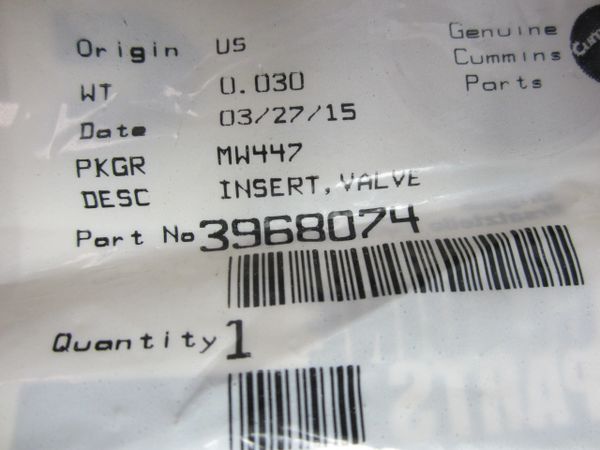 Origin US
WT 0.030
Date 03/27/15
PKGR MW447
DESC INSERT,VALVE
Part No 3968074
Quantity 1
Genuine
Cummins
Parts
PARTS